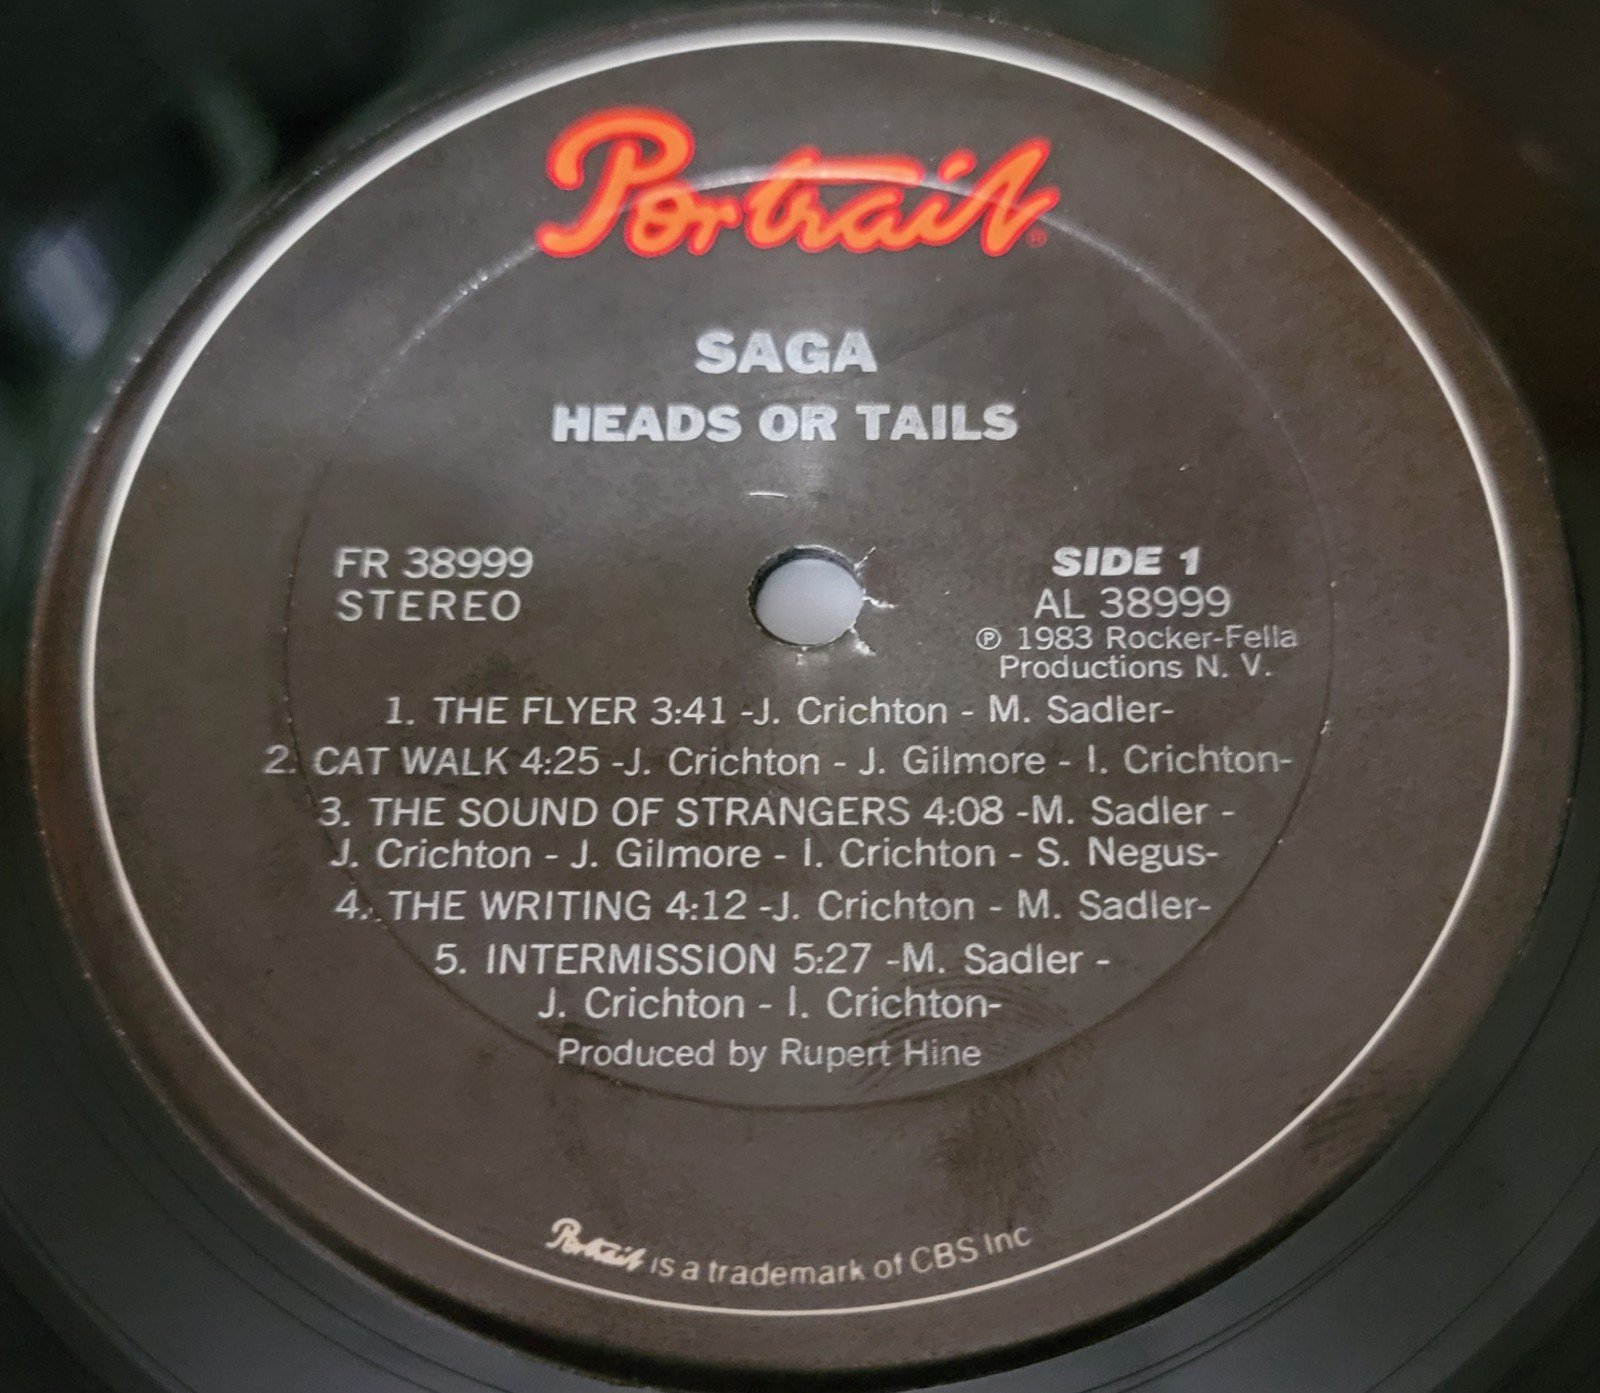 Portrait®
SAGA
HEADS OR TAILS
FR 38999
STEREO
SIDE 1
AL 38999
℗ 1983 Rocker-Fella
Productions N. V.
1. THE FLYER 3:41 -J. Crichton - M. Sadler-
2. CAT WALK 4:25 -J. Crichton - J. Gilmore - I. Crichton-
3. THE SOUND OF STRANGERS 4:08 -M. Sadler -
J. Crichton - J. Gilmore - I. Crichton - S. Negus-
4. THE WRITING 4:12 -J. Crichton - M. Sadler-
5. INTERMISSION 5:27 -M. Sadler -
J. Crichton - I. Crichton-
Produced by Rupert Hine
Portrait is a trademark of CBS Inc